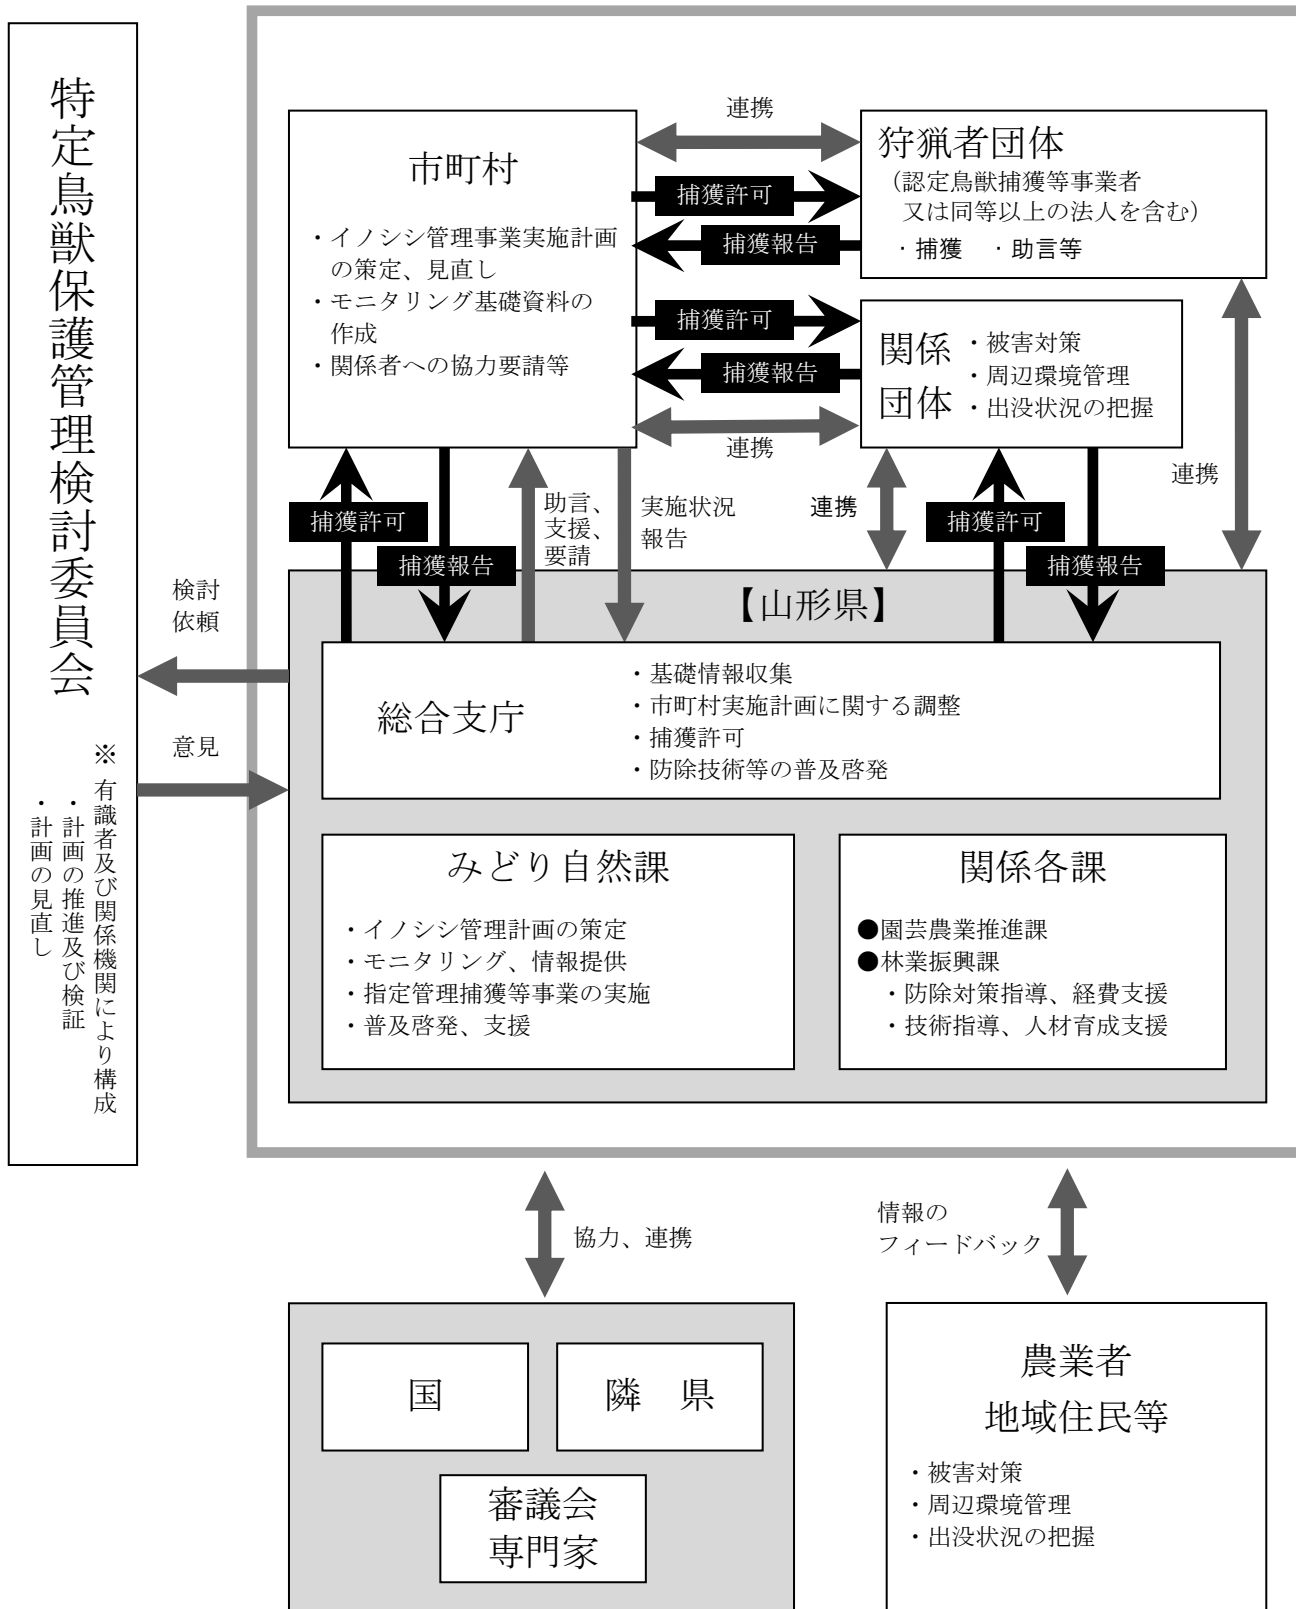 特定鳥獣保護管理検討委員会
※ 有識者及び関係機関により構成
・計画の推進及び検証
・計画の見直し
検討
依頼
意見
市町村
・イノシシ管理事業実施計画
の策定、見直し
・モニタリング基礎資料の
作成
・関係者への協力要請等
連携
捕獲許可
捕獲報告
捕獲許可
捕獲報告
連携
狩猟者団体
（認定鳥獣捕獲等事業者
又は同等以上の法人を含む）
・捕獲　・助言等
関係
団体
・被害対策
・周辺環境管理
・出没状況の把握
捕獲許可
捕獲報告
助言、
支援、
要請
実施状況
報告
連携
捕獲許可
捕獲報告
連携
【山形県】
総合支庁
・基礎情報収集
・市町村実施計画に関する調整
・捕獲許可
・防除技術等の普及啓発
みどり自然課
・イノシシ管理計画の策定
・モニタリング、情報提供
・指定管理捕獲等事業の実施
・普及啓発、支援
関係各課
●園芸農業推進課
●林業振興課
・防除対策指導、経費支援
・技術指導、人材育成支援
協力、連携
情報の
フィードバック
国
隣　県
審議会
専門家
農業者
地域住民等
・被害対策
・周辺環境管理
・出没状況の把握